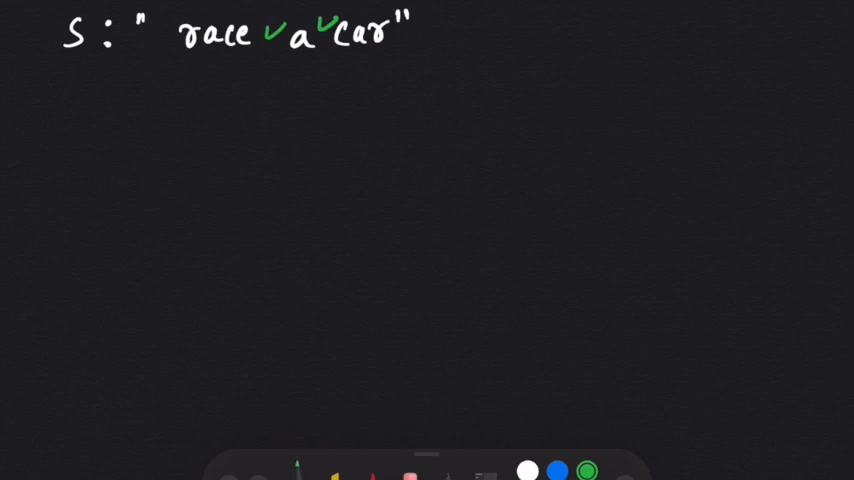 S : " race ✓ a ✓ car"